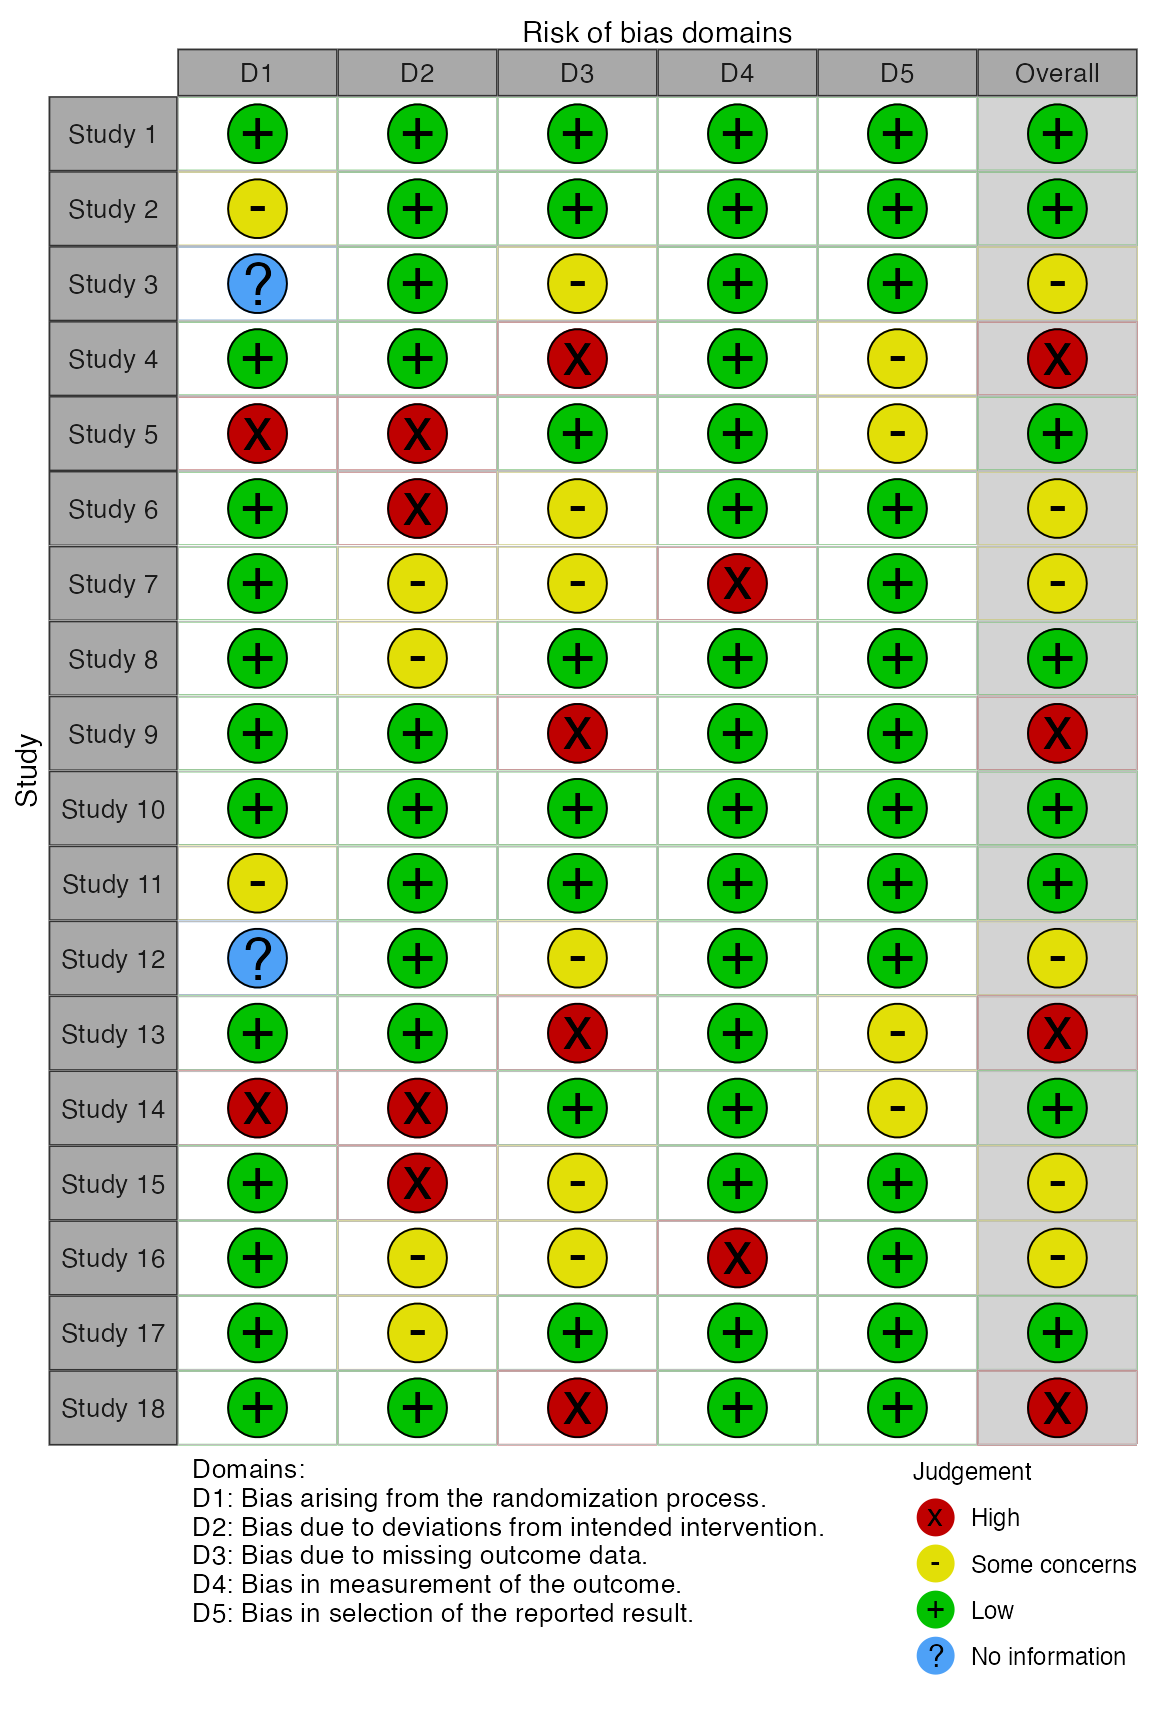 Risk of bias domains
D1 D2 D3 D4 D5 Overall
Study 1 + + + + + +
Study 2 - + + + + +
Study 3 ? + - + + -
Study 4 + + X + - X
Study 5 X X + + - +
Study 6 + X - + + -
Study 7 + - - X + -
Study 8 + - + + + +
Study 9 + + X + + X
Study
Study 10 + + + + + +
Study 11 - + + + + +
Study 12 ? + - + + -
Study 13 + + X + - X
Study 14 X X + + - +
Study 15 + X - + + -
Study 16 + - - X + -
Study 17 + - + + + +
Study 18 + + X + + X
Domains:
D1: Bias arising from the randomization process.
D2: Bias due to deviations from intended intervention.
D3: Bias due to missing outcome data.
D4: Bias in measurement of the outcome.
D5: Bias in selection of the reported result.
Judgement
X High
- Some concerns
+ Low
? No information